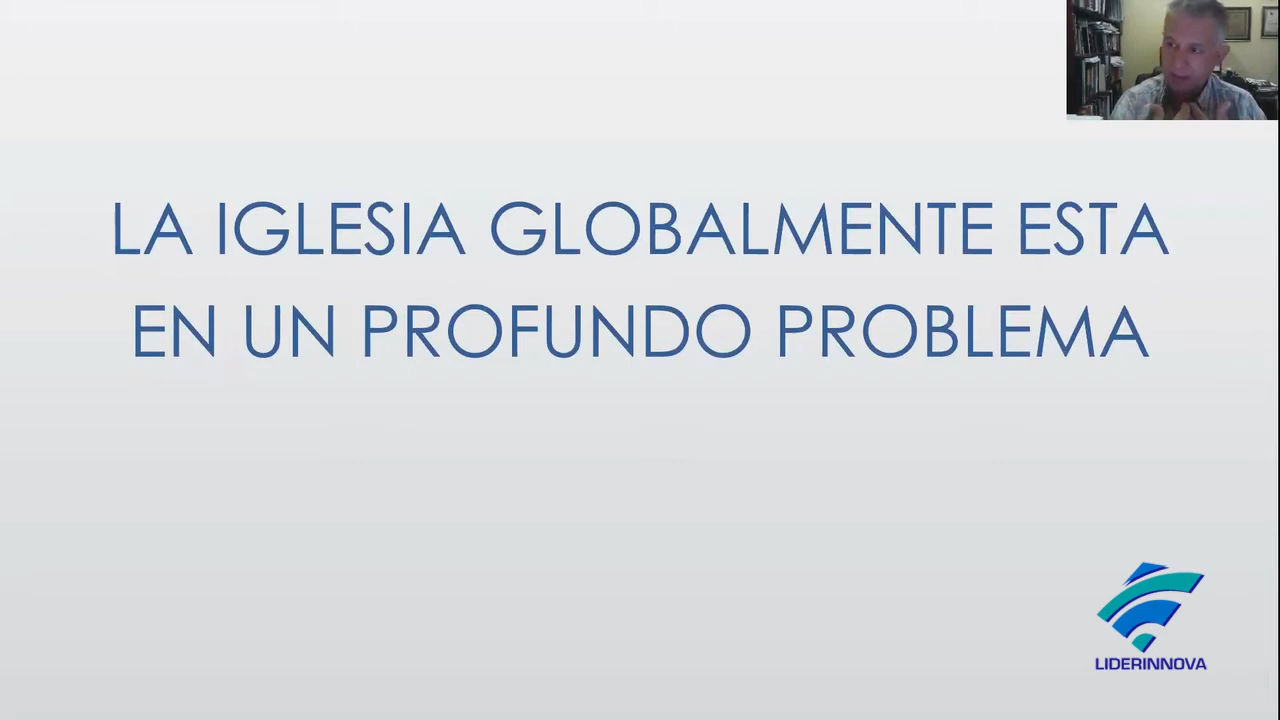 LA IGLESIA GLOBALMENTE ESTA
EN UN PROFUNDO PROBLEMA
LIDERINNOVA